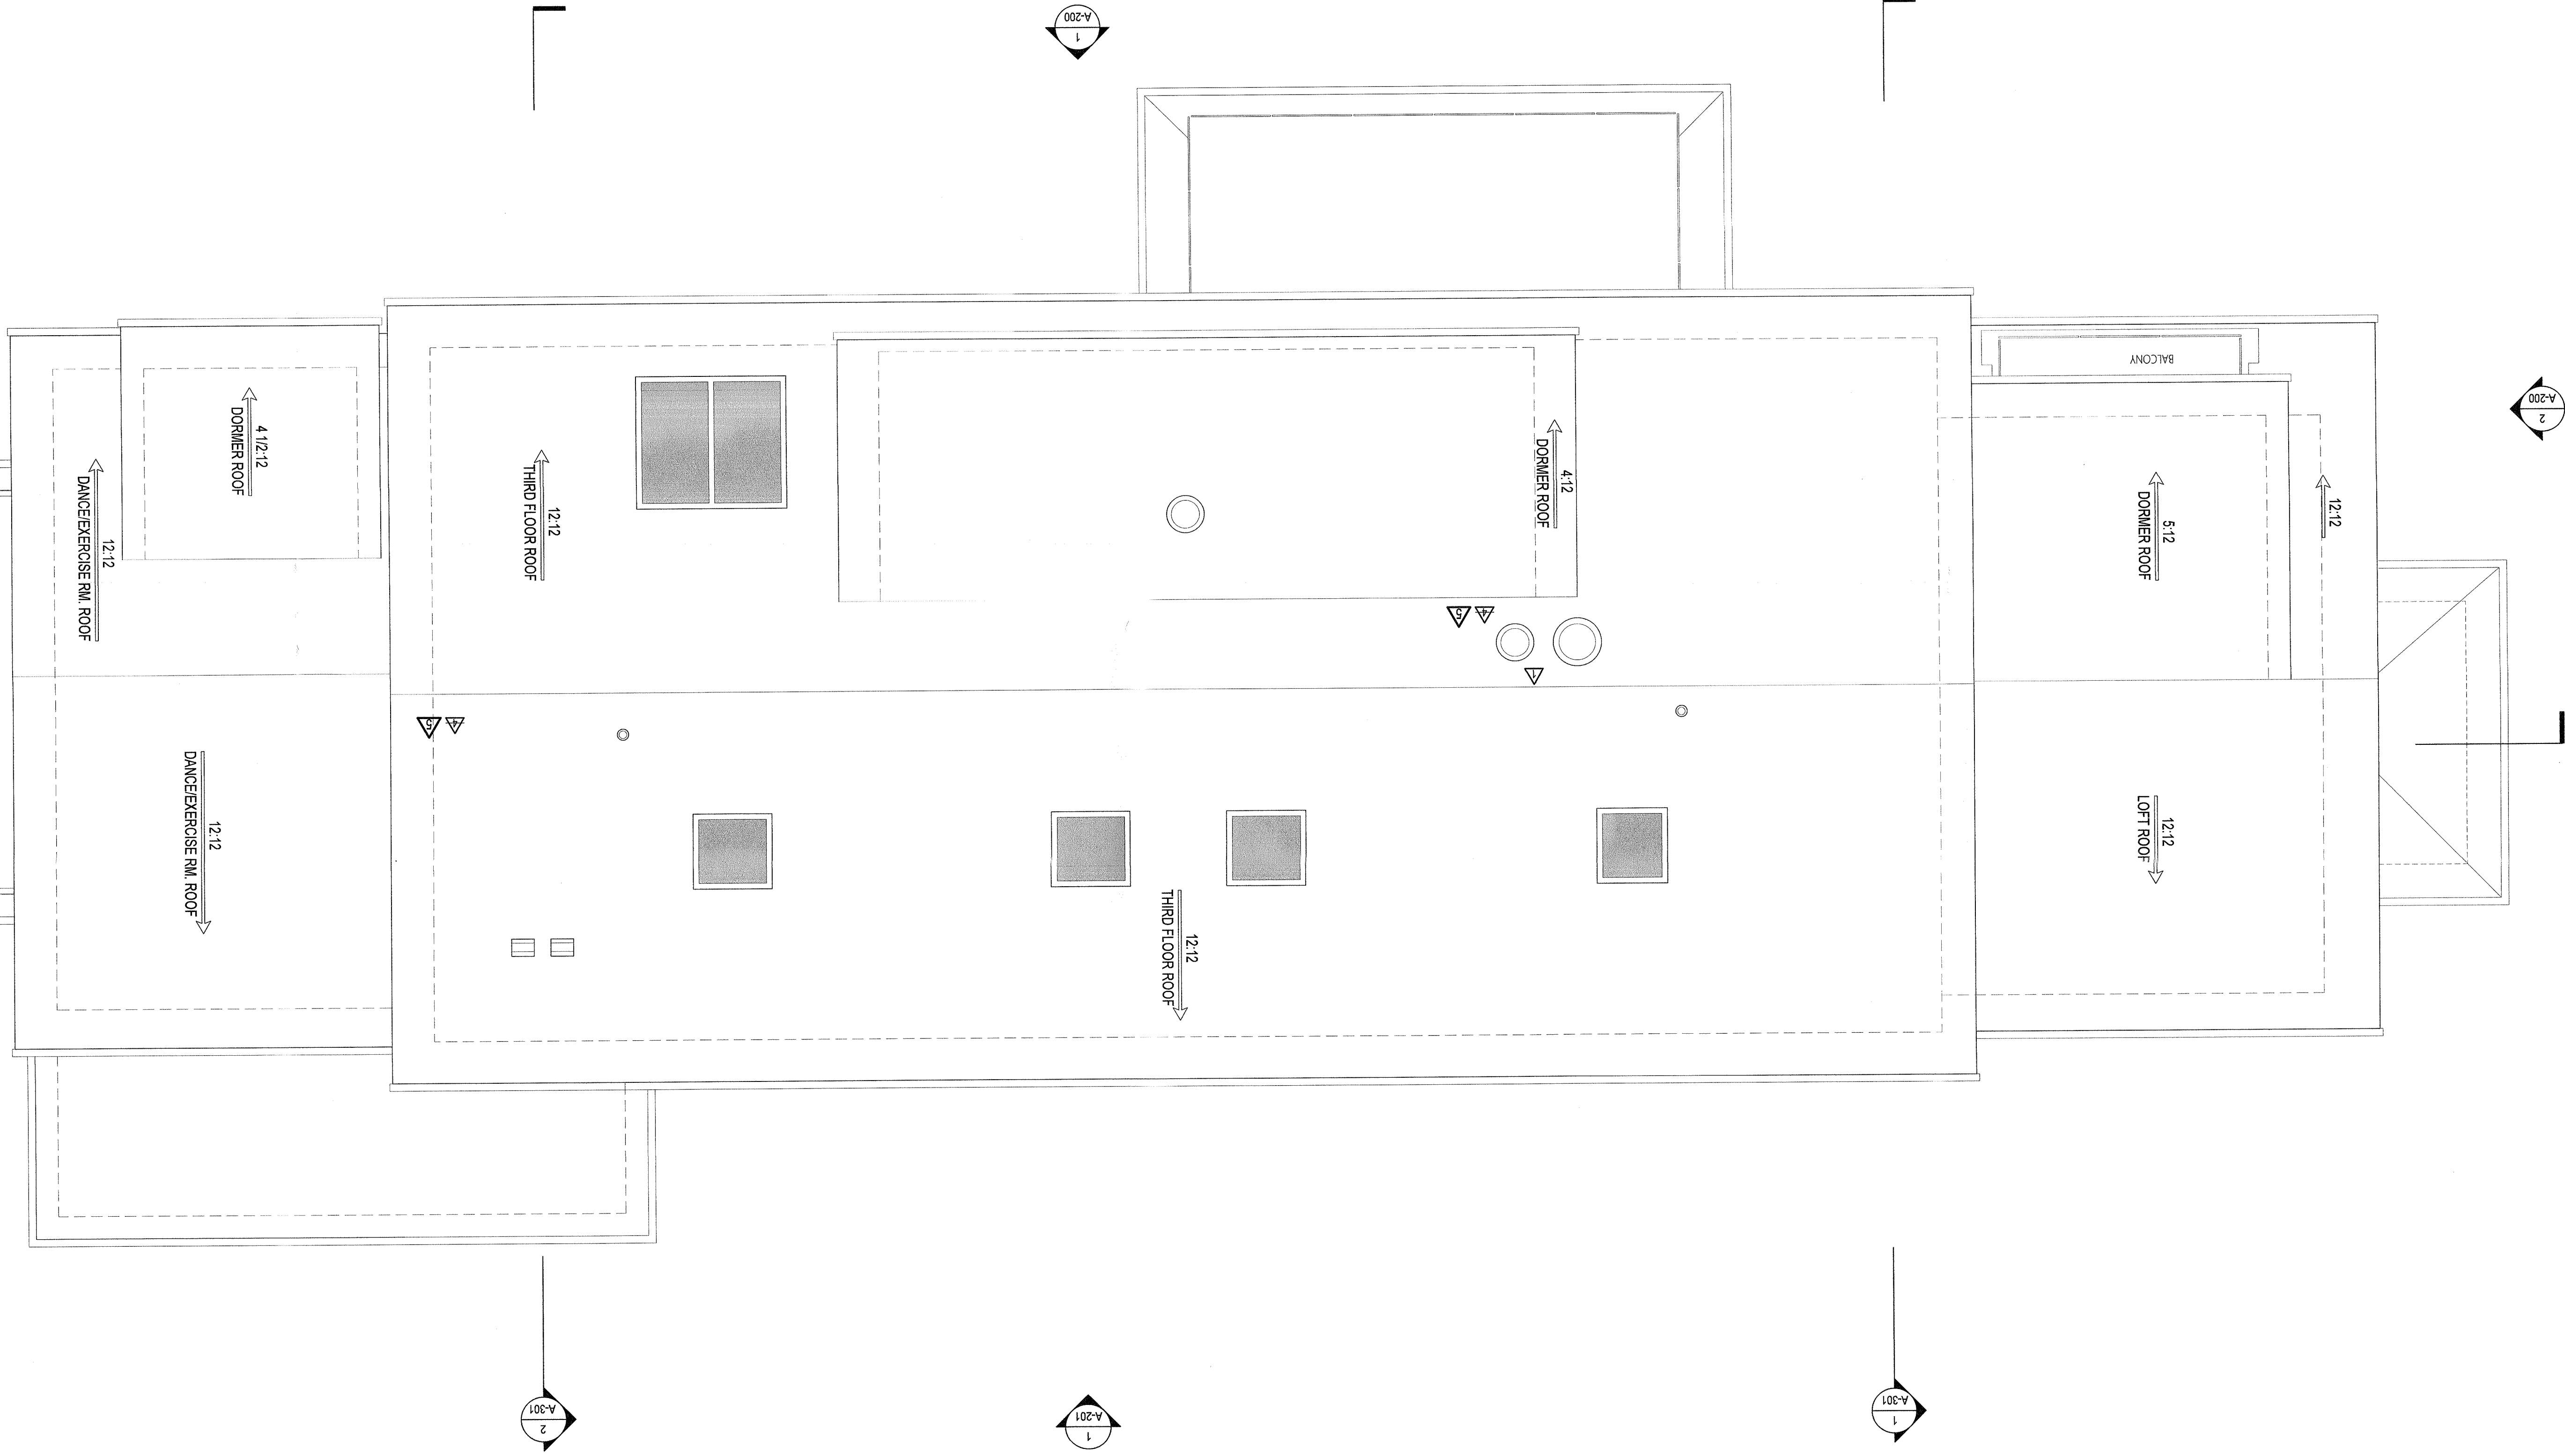 A-200
1
BALCONY
A-200
2
4 1/2:12
DORMER ROOF
12:12
DANCE/EXERCISE RM. ROOF
12:12
THIRD FLOOR ROOF
4:12
DORMER ROOF
5:12
DORMER ROOF
12:12
5
4
1
5
4
12:12
DANCE/EXERCISE RM. ROOF
12:12
THIRD FLOOR ROOF
12:12
LOFT ROOF
A-301
2
A-201
1
A-301
1